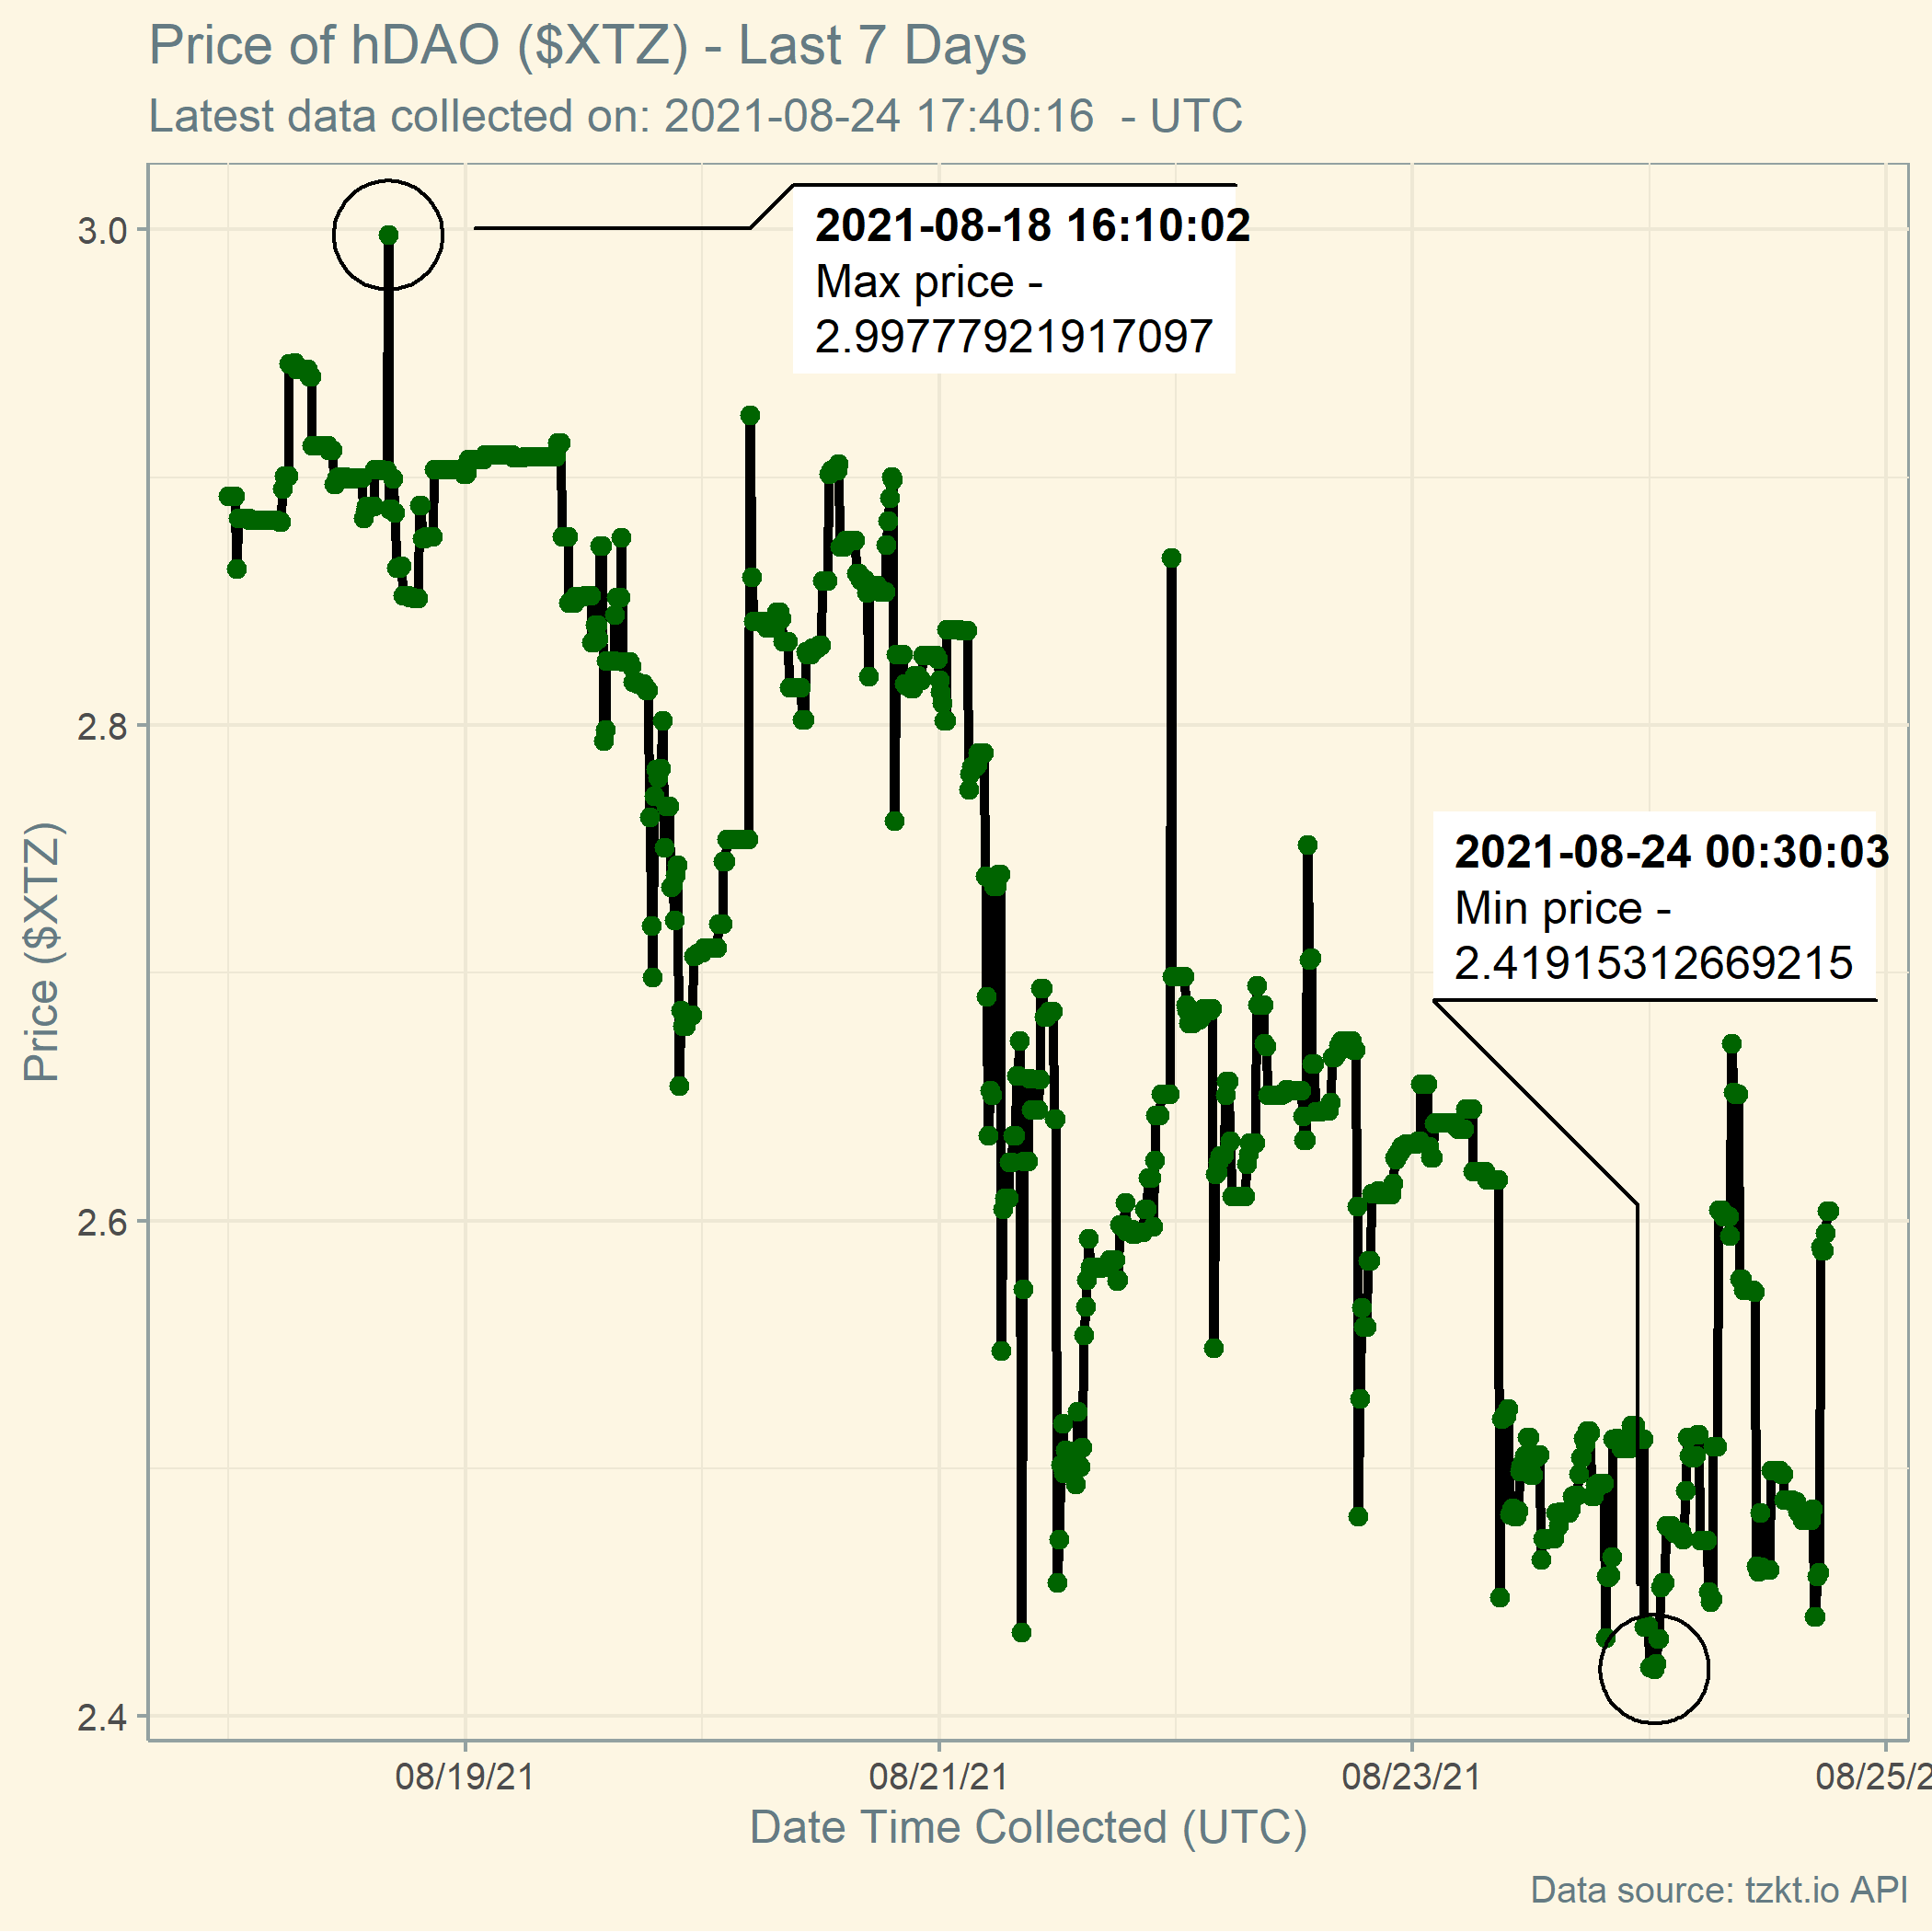 Price of hDAO ($XTZ) - Last 7 Days
Latest data collected on: 2021-08-24 17:40:16  - UTC
2021-08-18 16:10:02
Max price -
2.99777921917097
2021-08-24 00:30:03
Min price -
2.41915312669215
Price ($XTZ)
3.0
2.8
2.6
2.4
08/19/21
08/21/21
08/23/21
08/25/2
Date Time Collected (UTC)
Data source: tzkt.io API